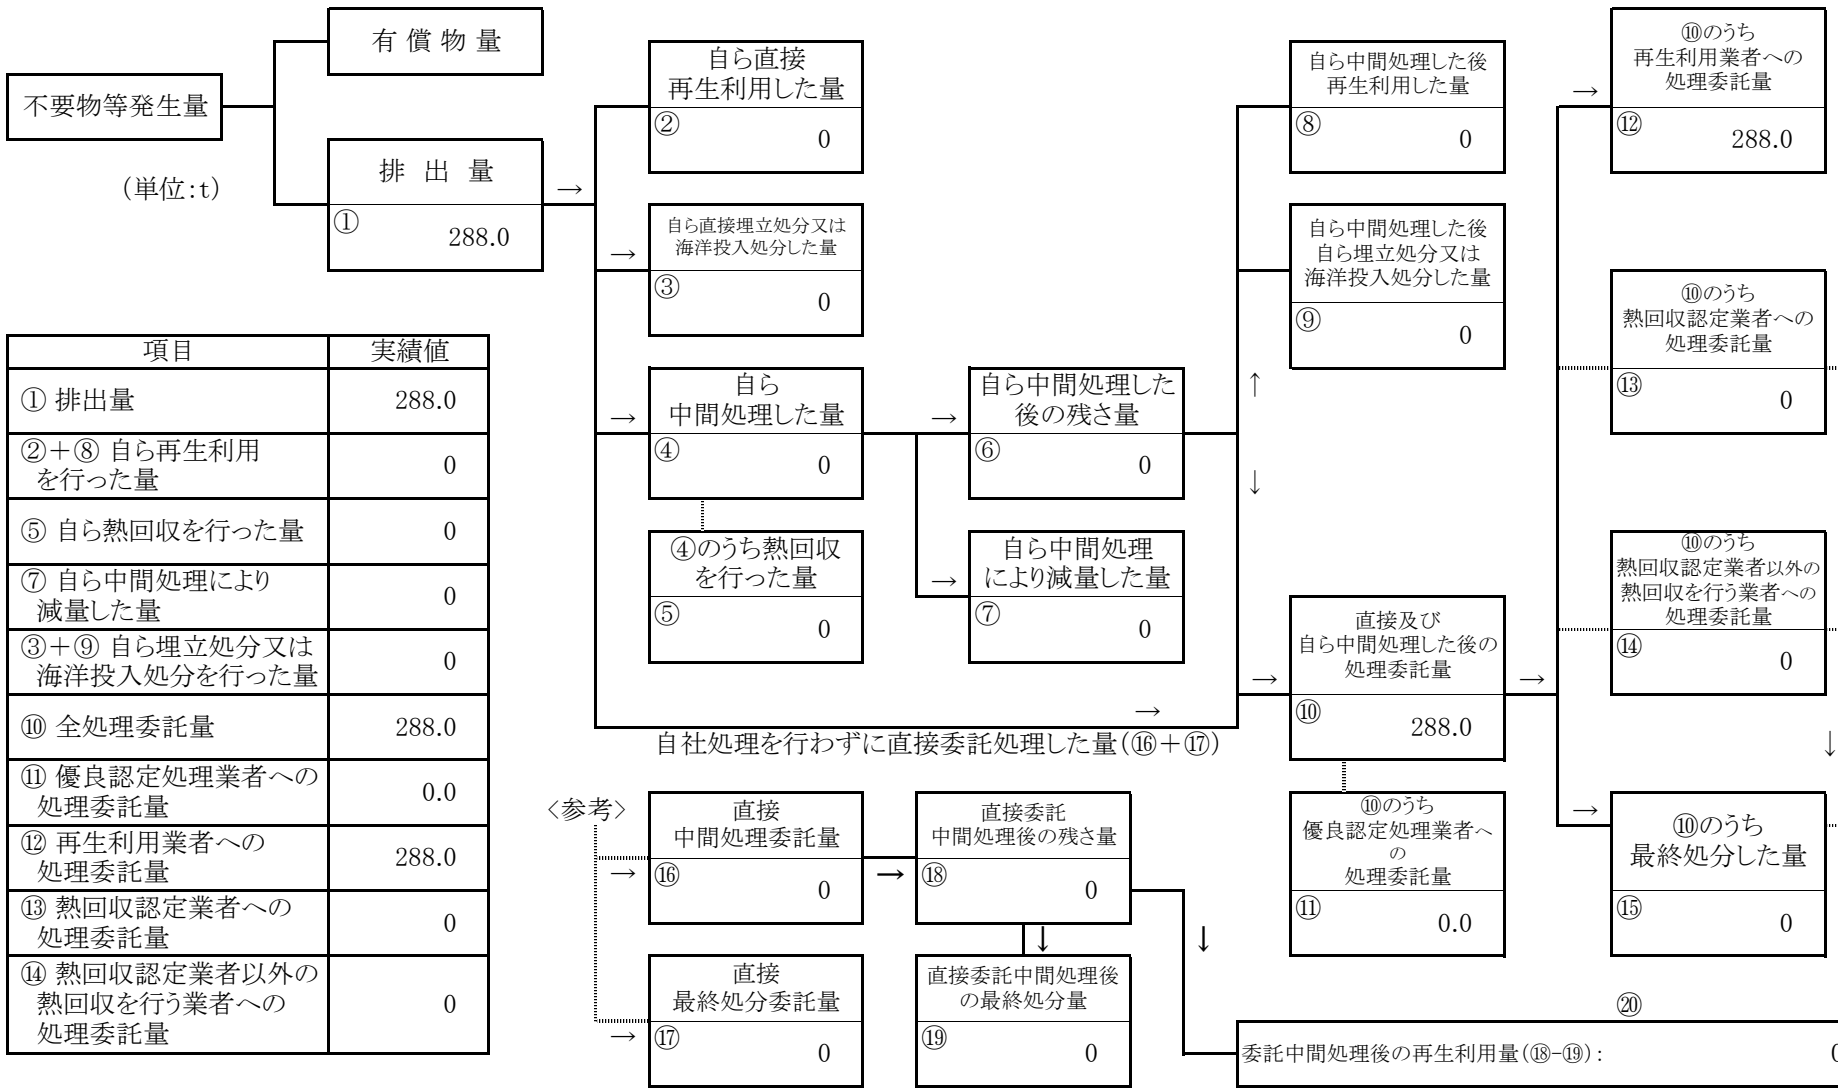 有 償 物 量
不要物等発生量
(単位:t)
排 出 量
→
①
288.0
自ら直接
再生利用した量
②
0
→
自ら直接埋立処分又は
海洋投入処分した量
③
0
→
自ら
中間処理した量
④
0
④のうち熱回収
を行った量
⑤
0
→
自ら中間処理した
後の残さ量
⑥
0
→
自ら中間処理
により減量した量
⑦
0
自ら中間処理した後
再生利用した量
⑧
0
自ら中間処理した後
自ら埋立処分又は
海洋投入処分した量
⑨
0
↑
↓
→
自社処理を行わずに直接委託処理した量(⑯+⑰)
→
直接及び
自ら中間処理した後の
処理委託量
⑩
288.0
⑩のうち
優良認定処理業者へ
の
処理委託量
⑪
0.0
→
→
⑩のうち
再生利用業者への
処理委託量
⑫
288.0
⑩のうち
熱回収認定業者への
処理委託量
⑬
0
⑩のうち
熱回収認定業者以外の
熱回収を行う業者への
処理委託量
⑭
0
↓
→
⑩のうち
最終処分した量
⑮
0
項目 実績値
① 排出量 288.0
②+⑧ 自ら再生利用
を行った量 0
⑤ 自ら熱回収を行った量 0
⑦ 自ら中間処理により
減量した量 0
③+⑨ 自ら埋立処分又は
海洋投入処分を行った量 0
⑩ 全処理委託量 288.0
⑪ 優良認定処理業者への
処理委託量 0.0
⑫ 再生利用業者への
処理委託量 288.0
⑬ 熱回収認定業者への
処理委託量 0
⑭ 熱回収認定業者以外の
熱回収を行う業者への
処理委託量 0
<参考>
→
直接
中間処理委託量
⑯
0
→
直接委託
中間処理後の残さ量
⑱
0
→
直接
最終処分委託量
⑰
0
↓
直接委託中間処理後
の最終処分量
⑲
0
↓
⑳
委託中間処理後の再生利用量(⑱-⑲): 0